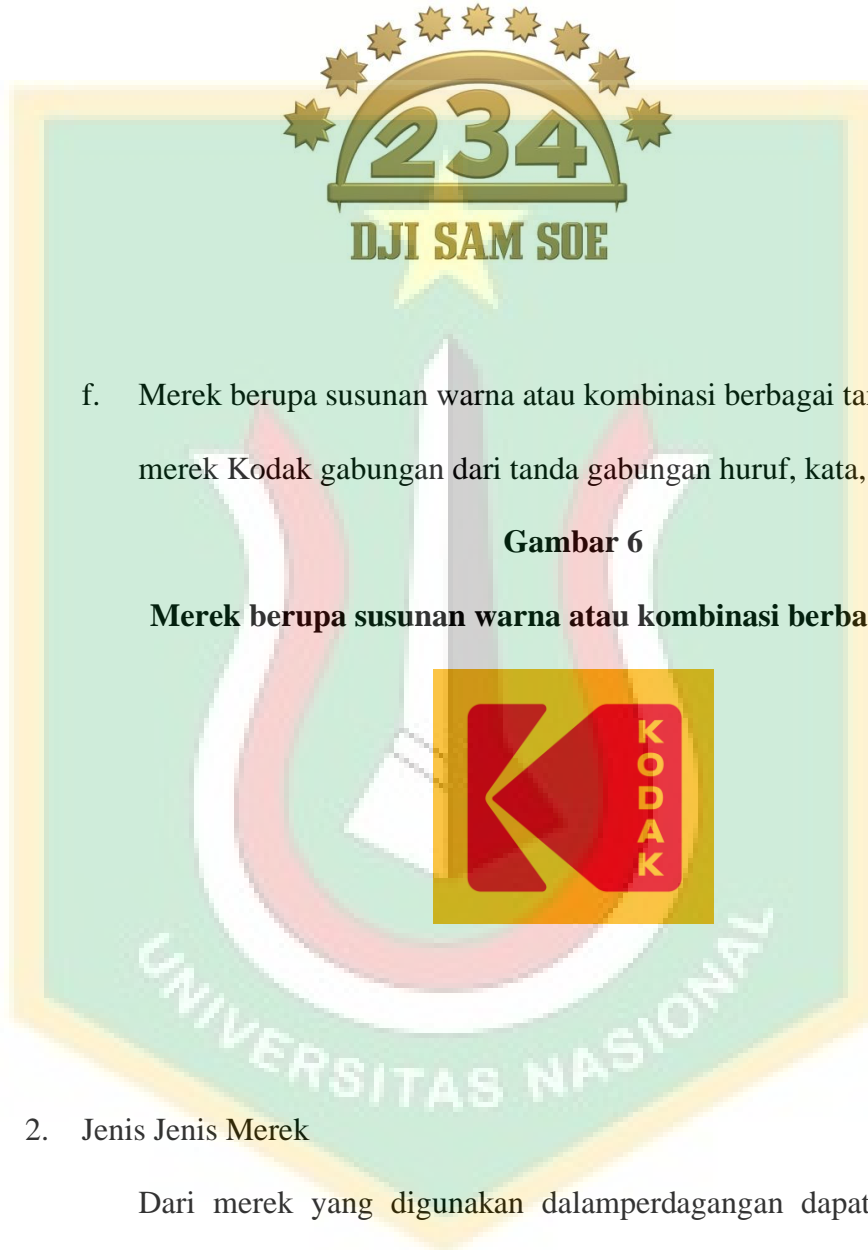 234
DJI SAM SOE
f. Merek berupa susunan warna atau kombinasi berbagai
merek Kodak gabungan dari tanda gabungan huruf, kata,
Gambar 6
Merek berupa susunan warna atau kombinasi
KODAK
UNIVERSITAS NASIONAL
2. Jenis Jenis Merek
Dari merek yang digunakan dalamperdagangan dapat